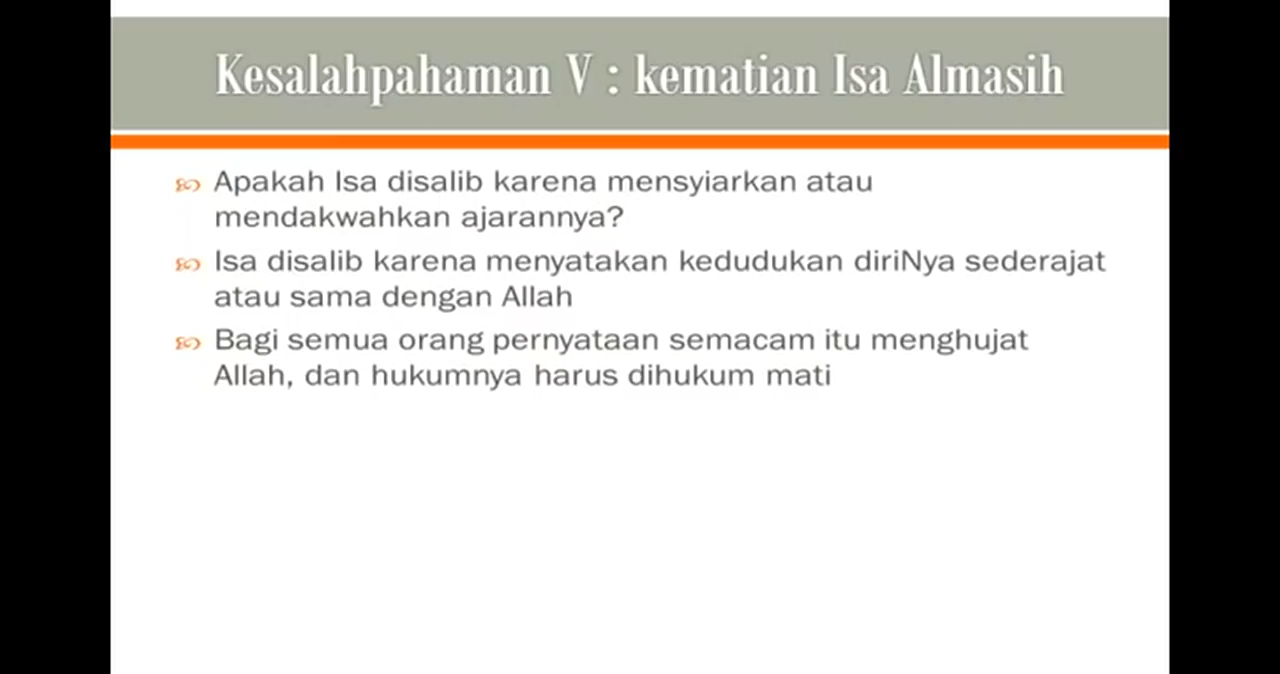 Kesalahpahaman V : kematian Isa Almasih
Apakah Isa disalib karena mensyiarkan atau
mendakwahkan ajarannya?
Isa disalib karena menyatakan kedudukan diriNya sederajat
atau sama dengan Allah
Bagi semua orang pernyataan semacam itu menghujat
Allah, dan hukumnya harus dihukum mati